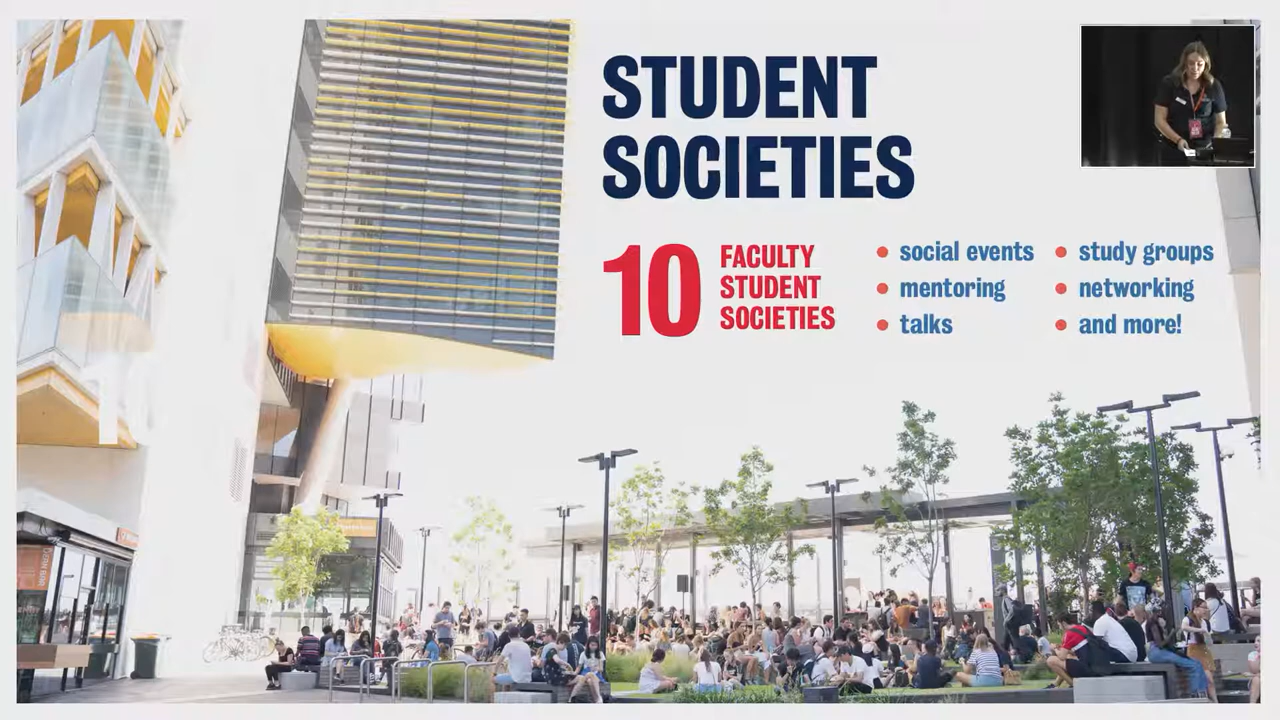 STUDENT
SOCIETIES
10
FACULTY
STUDENT
SOCIETIES
• social events
• mentoring
• talks
• study groups
• networking
• and more!